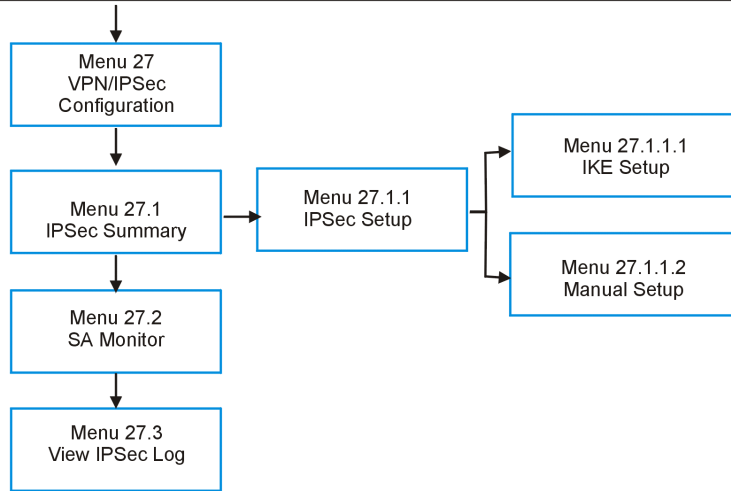 Menu 27
VPN/IPSec
Configuration
Menu 27.1
IPSec Summary
Menu 27.1.1
IPSec Setup
Menu 27.1.1.1
IKE Setup
Menu 27.1.1.2
Manual Setup
Menu 27.2
SA Monitor
Menu 27.3
View IPSec Log